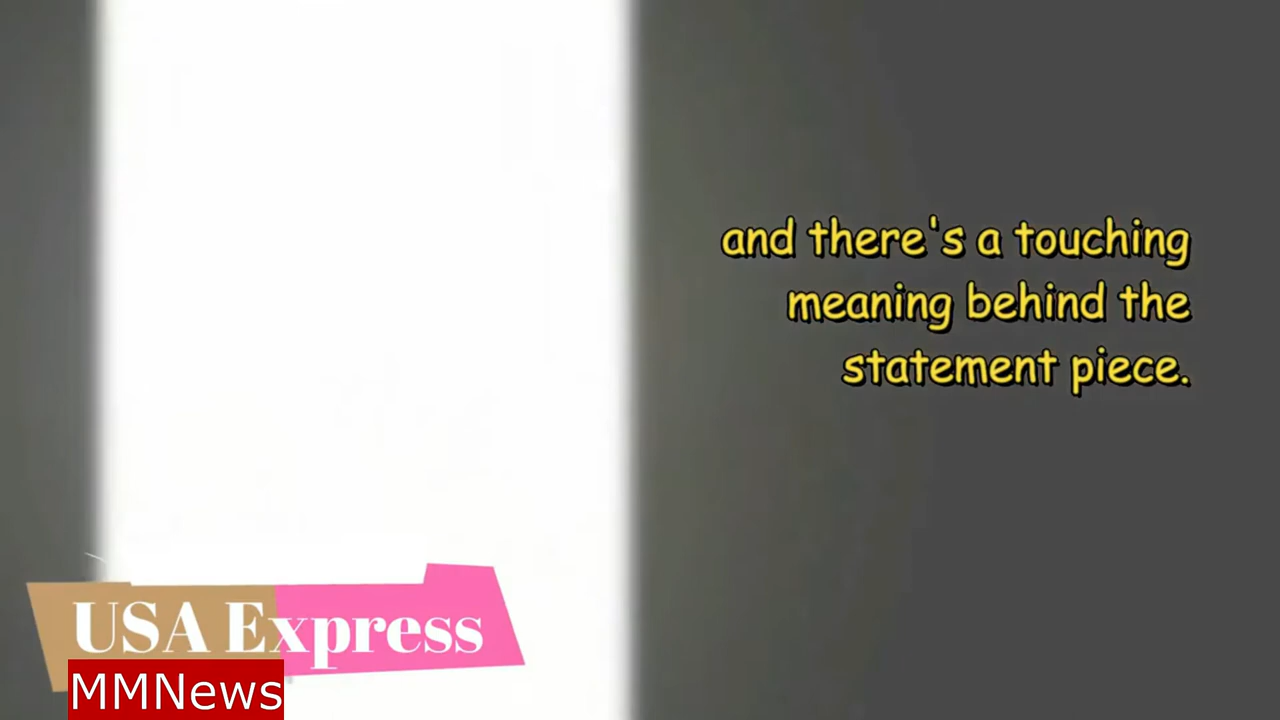 and there's a touching
meaning behind the
statement piece.
USA Express
MMNews